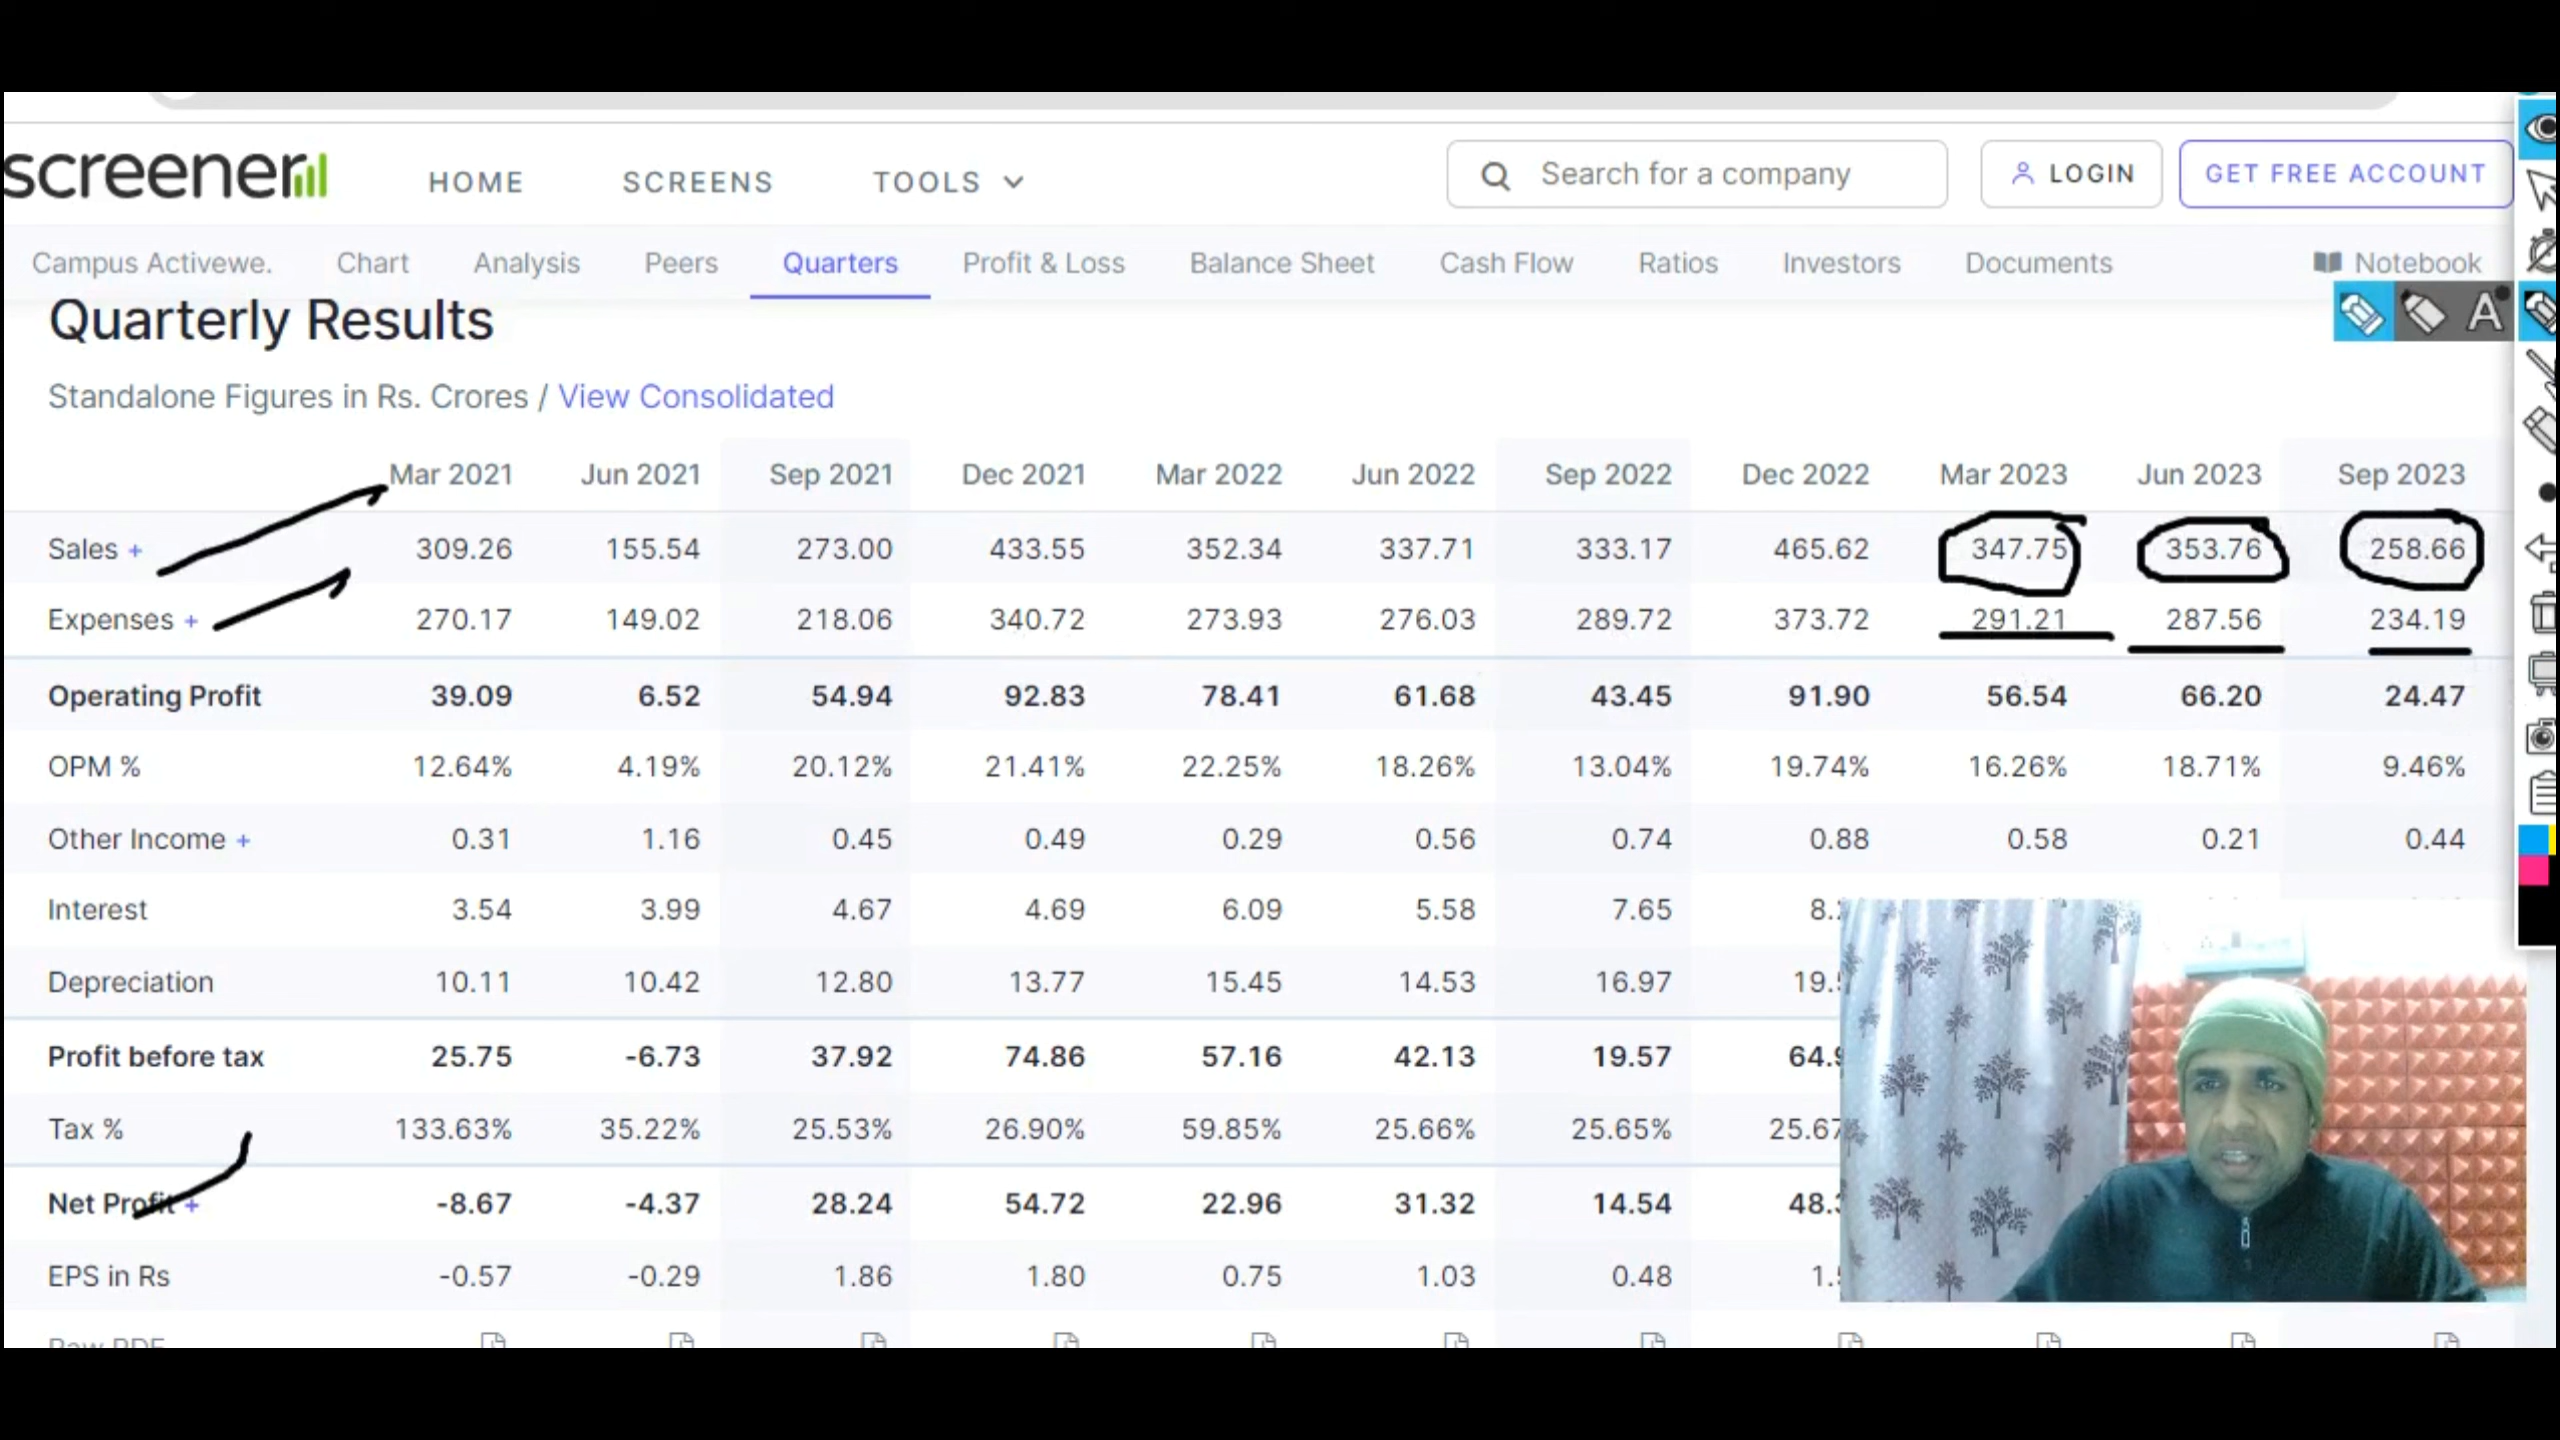 screener
HOME SCREENS TOOLS Search for a company LOGIN GET FREE ACCOUNT
Campus Activewe. Chart Analysis Peers Quarters Profit & Loss Balance Sheet Cash Flow Ratios Investors Documents Notebook
A
Quarterly Results
Standalone Figures in Rs. Crores / View Consolidated
Mar 2021 Jun 2021 Sep 2021 Dec 2021 Mar 2022 Jun 2022 Sep 2022 Dec 2022 Mar 2023 Jun 2023 Sep 2023
Sales + 309.26 155.54 273.00 433.55 352.34 337.71 333.17 465.62 347.75 353.76 258.66
Expenses + 270.17 149.02 218.06 340.72 273.93 276.03 289.72 373.72 291.21 287.56 234.19
Operating Profit 39.09 6.52 54.94 92.83 78.41 61.68 43.45 91.90 56.54 66.20 24.47
OPM % 12.64% 4.19% 20.12% 21.41% 22.25% 18.26% 13.04% 19.74% 16.26% 18.71% 9.46%
Other Income + 0.31 1.16 0.45 0.49 0.29 0.56 0.74 0.88 0.58 0.21 0.44
Interest 3.54 3.99 4.67 4.69 6.09 5.58 7.65 8.
Depreciation 10.11 10.42 12.80 13.77 15.45 14.53 16.97 19.
Profit before tax 25.75 -6.73 37.92 74.86 57.16 42.13 19.57 64.
Tax % 133.63% 35.22% 25.53% 26.90% 59.85% 25.66% 25.65% 25.67
Net Profit + -8.67 -4.37 28.24 54.72 22.96 31.32 14.54 48.
EPS in Rs -0.57 -0.29 1.86 1.80 0.75 1.03 0.48 1.
Raw PDF